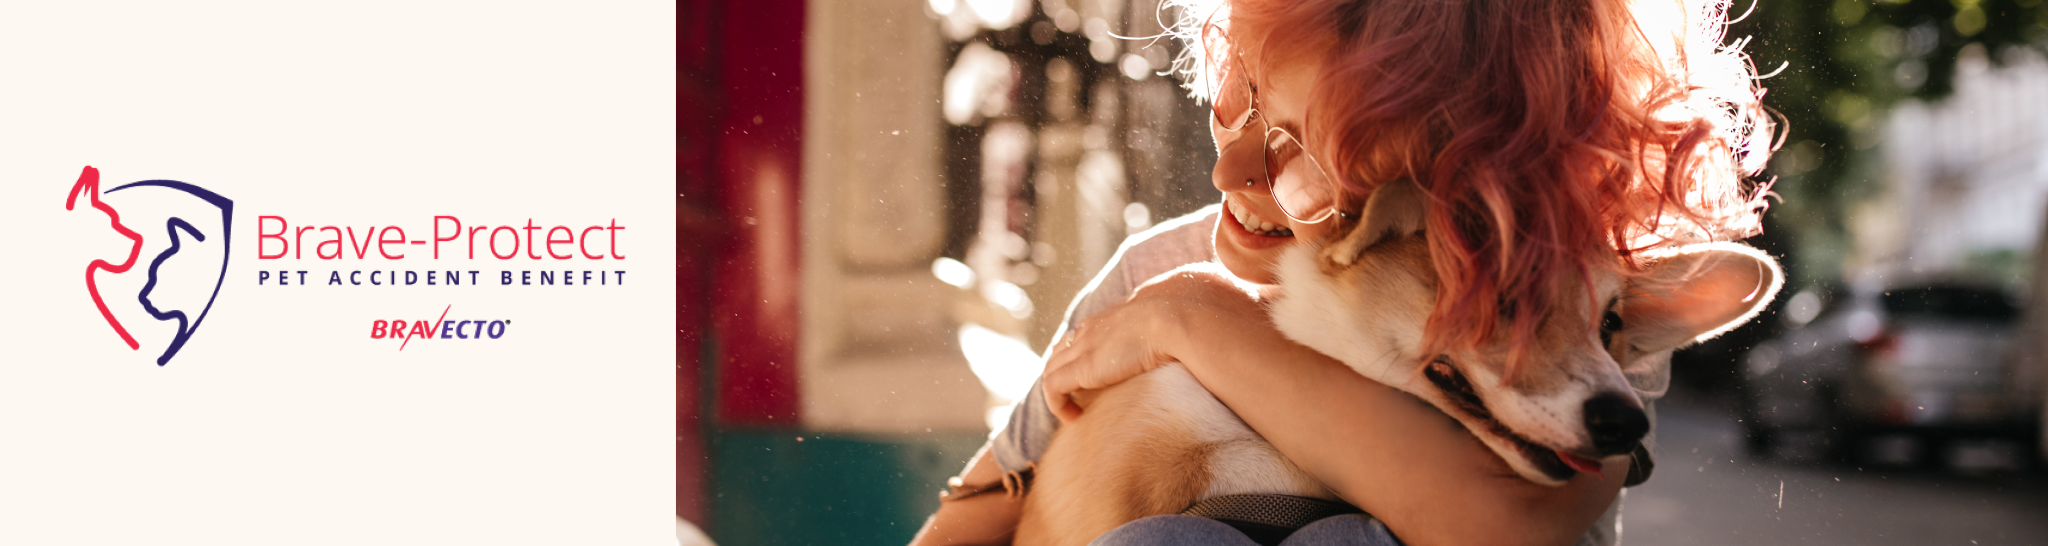 Brave-Protect
PET ACCIDENT BENEFIT
BRAVECTO®